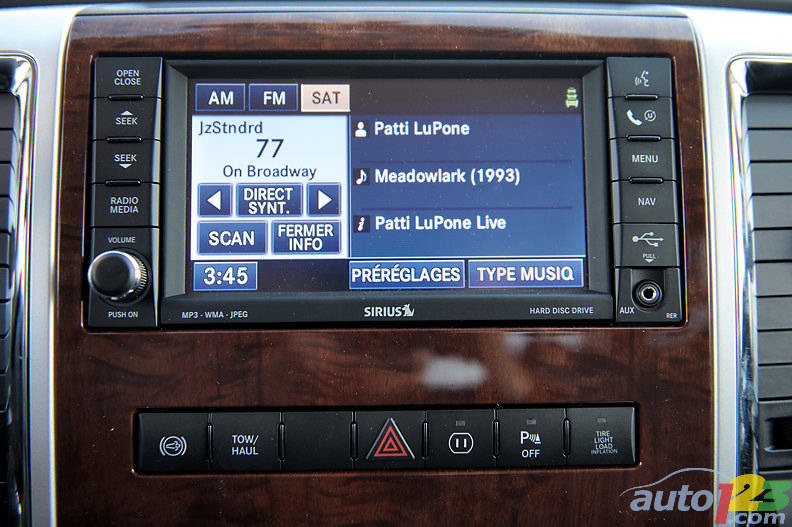 OPEN
CLOSE
SEEK
SEEK
RADIO
MEDIA
VOLUME
PUSH ON
AM FM SAT
JzStndrd
77
On Broadway
DIRECT
SYNT.
SCAN
FERMER
INFO
3:45
Patti LuPone
Meadowlark (1993)
Patti LuPone Live
PRÉRÉGLAGES
TYPE MUSIQ
MP3 - WMA - JPEG
SIRIUS
HARD DISC DRIVE
MENU
NAV
PULL
AUX
RER
TOW/
HAUL
P
OFF
TIRE
LIGHT
LOAD
INFLATION
auto123
.com